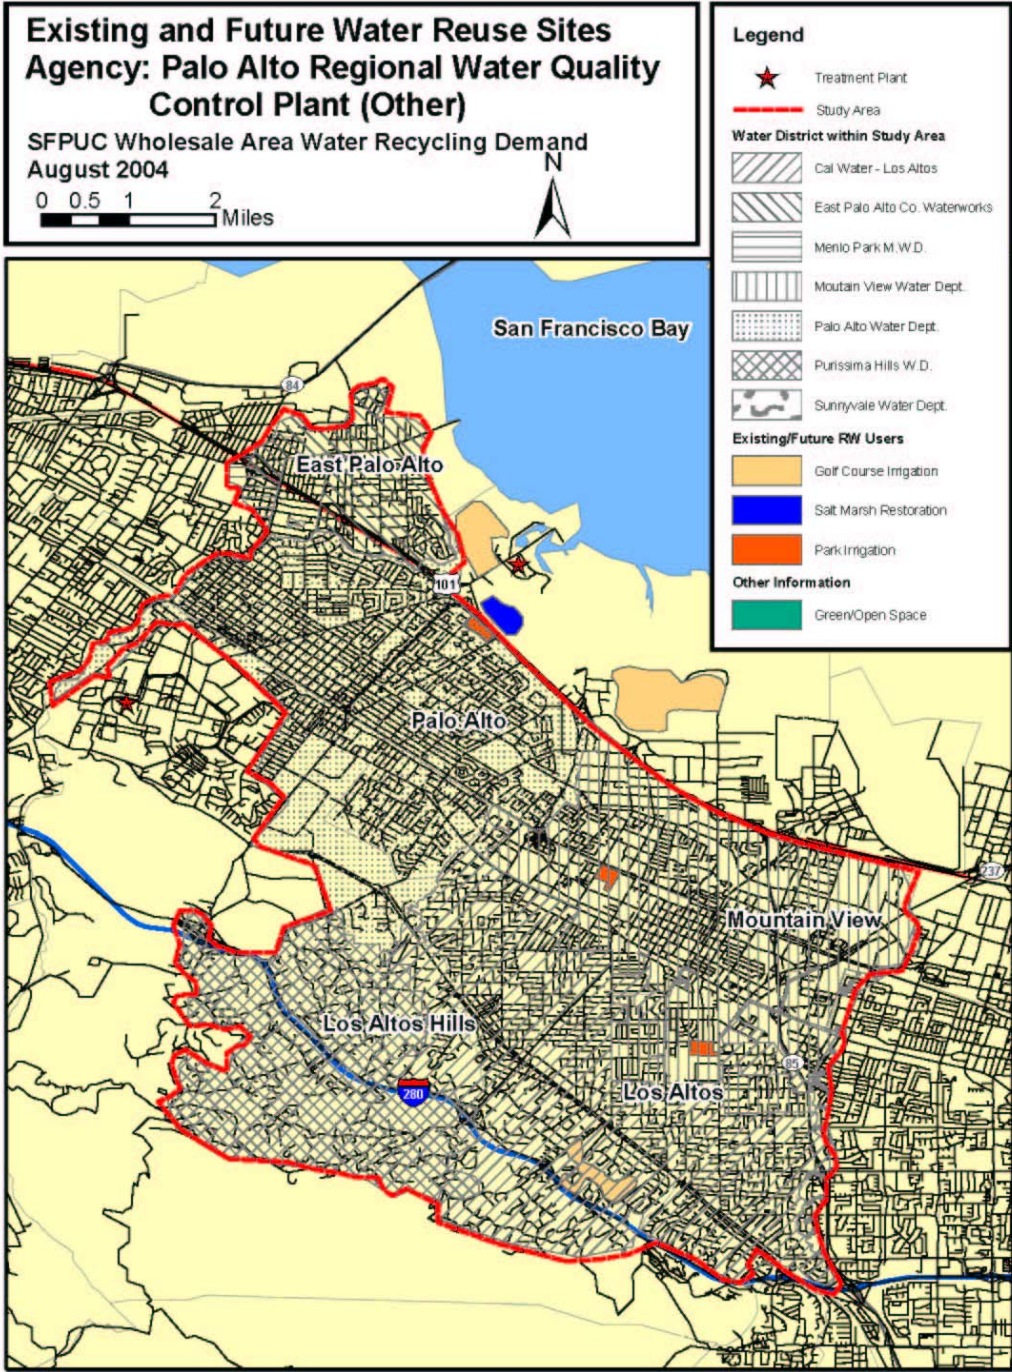 Existing and Future Water Reuse Sites
Agency: Palo Alto Regional Water Quality
Control Plant (Other)
SFPUC Wholesale Area Water Recycling Demand
August 2004
N
0 0.5 1 2
Miles
Legend
Treatment Plant
Study Area
Water District within Study Area
Cal Water - Los Altos
East Palo Alto Co. Waterworks
Menlo Park M.W.D.
Moutain View Water Dept.
Palo Alto Water Dept.
Purissima Hills W.D.
Sunnyvale Water Dept.
Existing/Future RW Users
Golf Course Irrigation
Salt Marsh Restoration
Park Irrigation
Other Information
Green/Open Space
San Francisco Bay
84
East Palo Alto
101
Palo Alto
237
Mountain View
Los Altos Hills
85
Los Altos
280